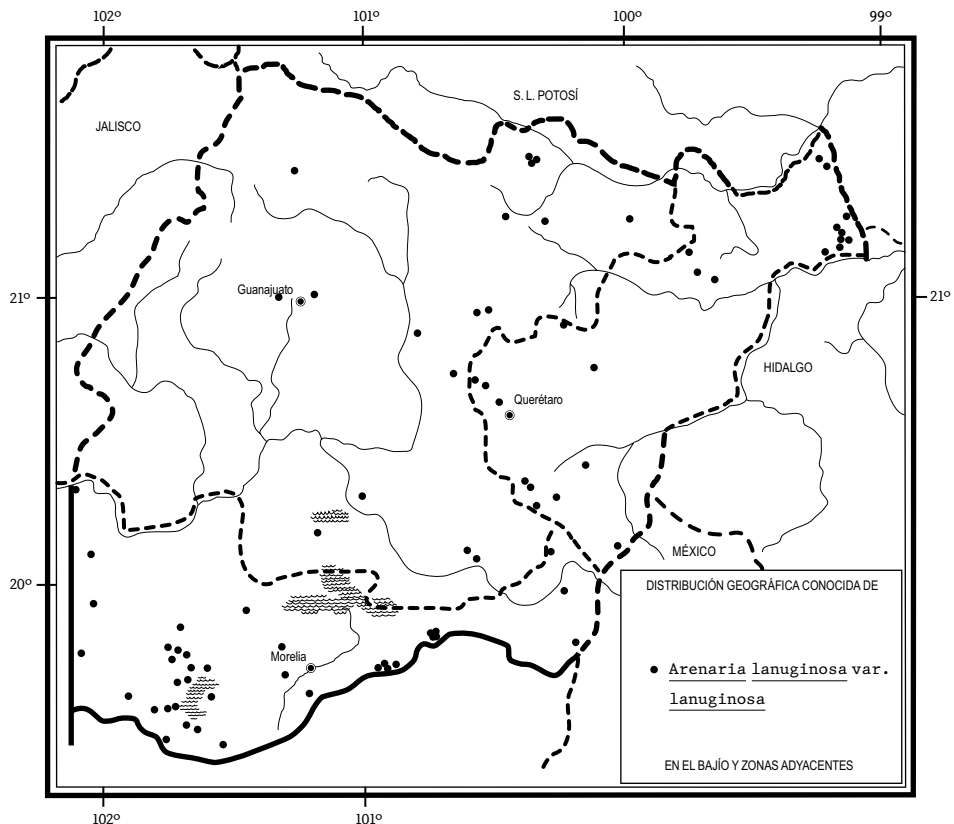 102º
101º
100º
99º
S. L. POTOSÍ
JALISCO
Guanajuato
21º
21º
HIDALGO
Querétaro
MÉXICO
20º
DISTRIBUCIÓN GEOGRÁFICA CONOCIDA DE
Morelia
Arenaria lanuginosa var.
lanuginosa
EN EL BAJÍO Y ZONAS ADYACENTES
102º
101º